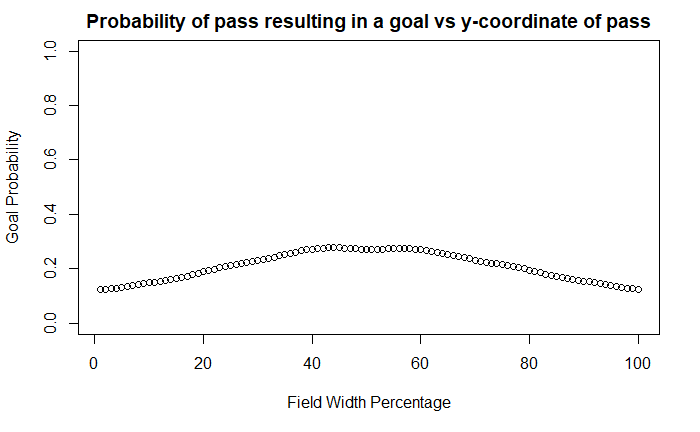 Probability of pass resulting in a goal vs y-coordinate of pass
Goal Probability
1.0
0.8
0.6
0.4
0.2
0.0
0 20 40 60 80 100
Field Width Percentage